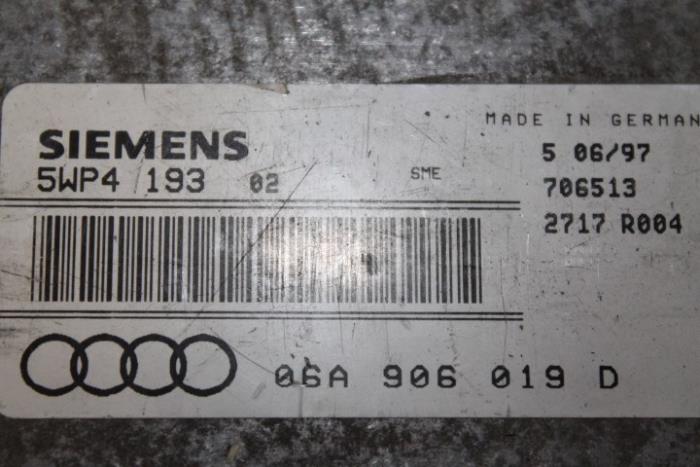 MADE IN GERMAN
SIEMENS
5 06/97
5WP4 193 02 SME
706513
2717 R004
06A 906 019 D